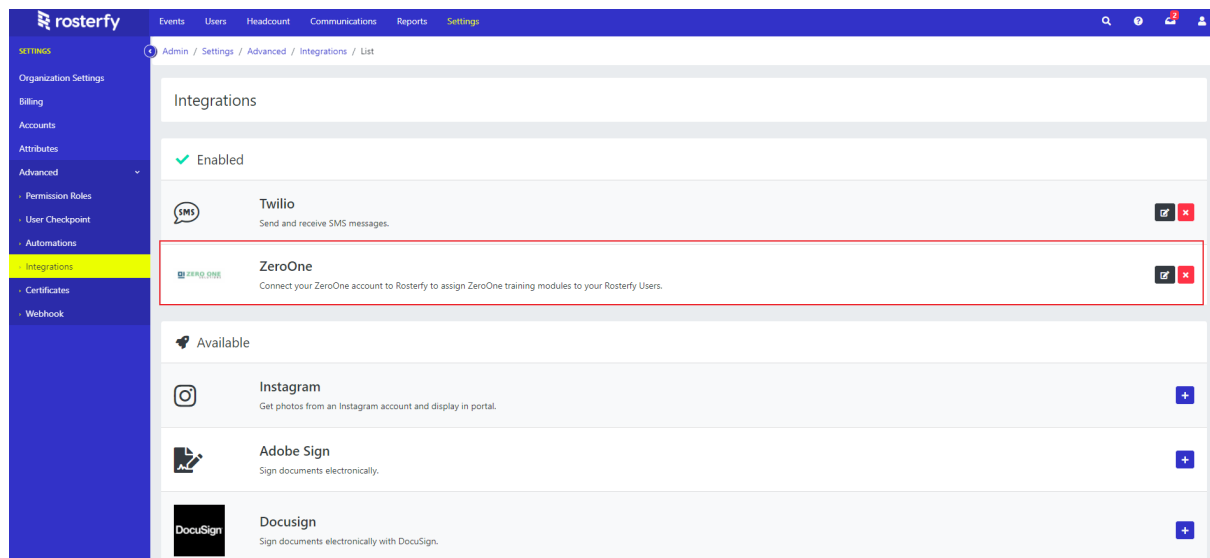 rosterfy
Events Users Headcount Communications Reports Settings
2
SETTINGS
Admin / Settings / Advanced / Integrations / List
Organization Settings
Billing
Accounts
Attributes
Advanced
Permission Roles
User Checkpoint
Automations
Integrations
Certificates
Webhook
Integrations
Enabled
SMS
Twilio
Send and receive SMS messages.
ZERO ONE
ZeroOne
Connect your ZeroOne account to Rosterfy to assign ZeroOne training modules to your Rosterfy Users.
Available
Instagram
Get photos from an Instagram account and display in portal.
Adobe Sign
Sign documents electronically.
DocuSign
Docusign
Sign documents electronically with DocuSign.